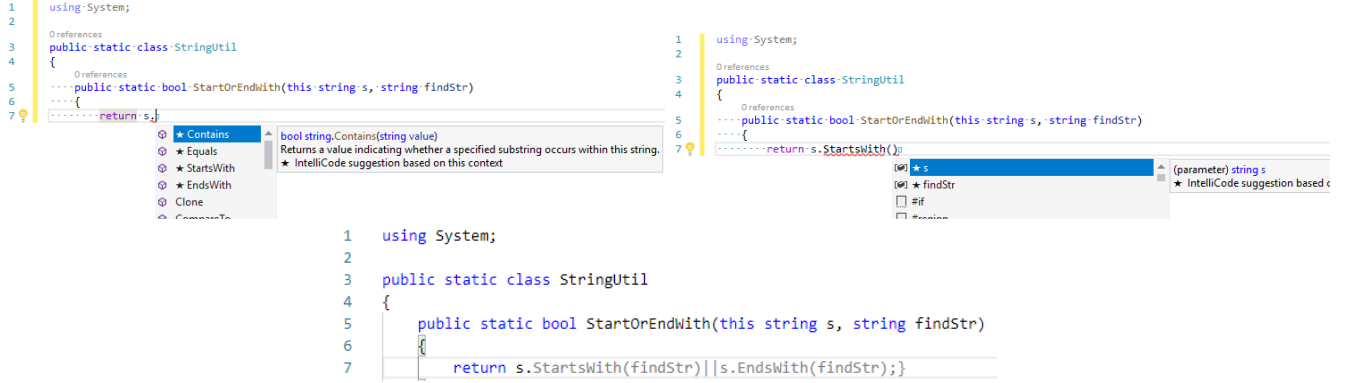 1 using System;
2
0 references
3 public static class StringUtil
4 {
0 references
5 public static bool StartOrEndWith(this string s, string findStr)
6 {
7 return s.
★ Contains
★ Equals
★ StartsWith
★ EndsWith
Clone
CompareTo
bool string.Contains(string value)
Returns a value indicating whether a specified substring occurs within this string.
★ IntelliCode suggestion based on this context
1 using System;
2
0 references
3 public static class StringUtil
4 {
0 references
5 public static bool StartOrEndWith(this string s, string findStr)
6 {
7 return s.StartsWith()
★ s
★ findStr
#if
#region
(parameter) string s
★ IntelliCode suggestion based c
1 using System;
2
3 public static class StringUtil
4 {
5 public static bool StartOrEndWith(this string s, string findStr)
6 {
7 return s.StartsWith(findStr)||s.EndsWith(findStr);}